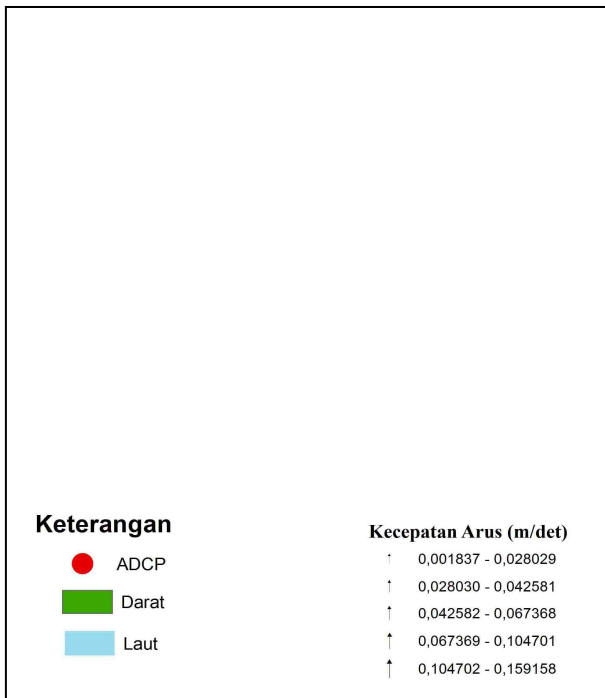 Keterangan
ADCP
Darat
Laut
Kecepatan Arus (m/det)
0,001837 - 0,028029
0,028030 - 0,042581
0,042582 - 0,067368
0,067369 - 0,104701
0,104702 - 0,159158